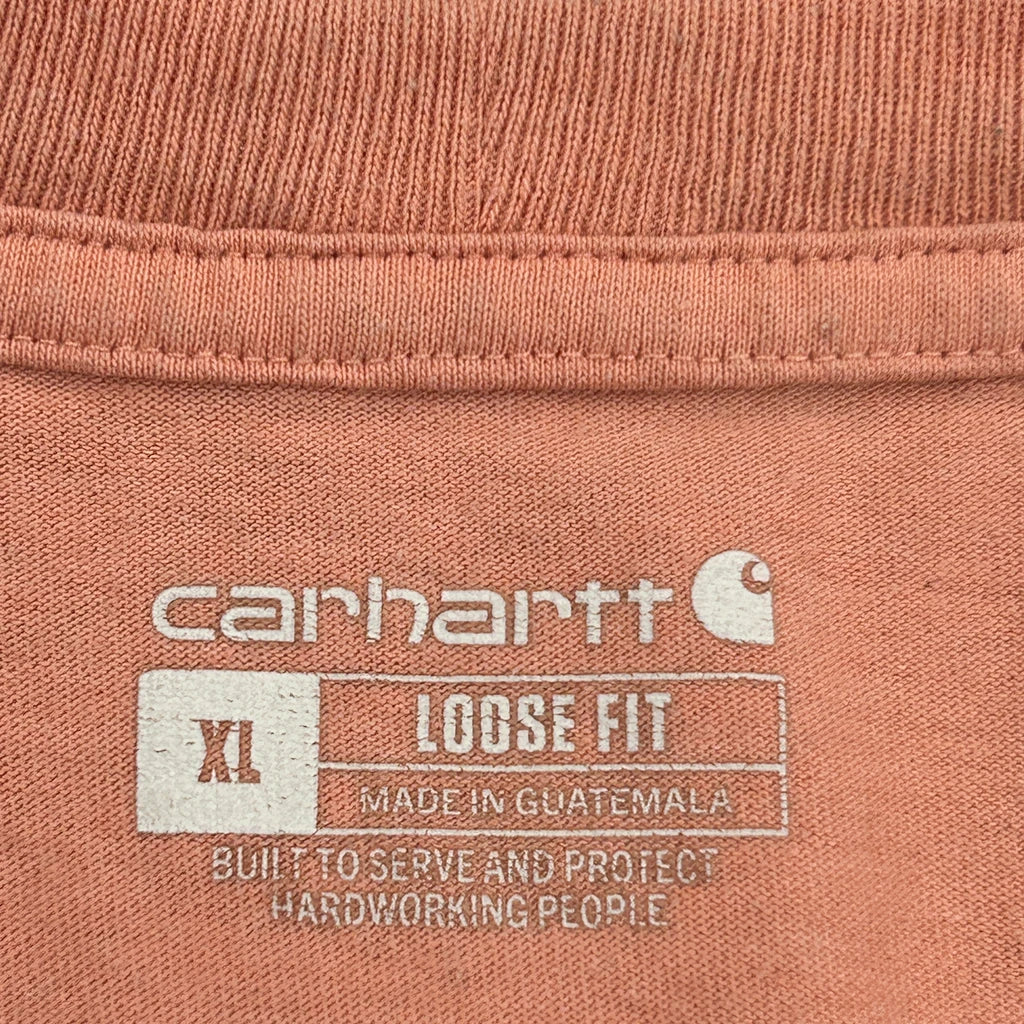 carhartt
XL
LOOSE FIT
MADE IN GUATEMALA
BUILT TO SERVE AND PROTECT
HARDWORKING PEOPLE